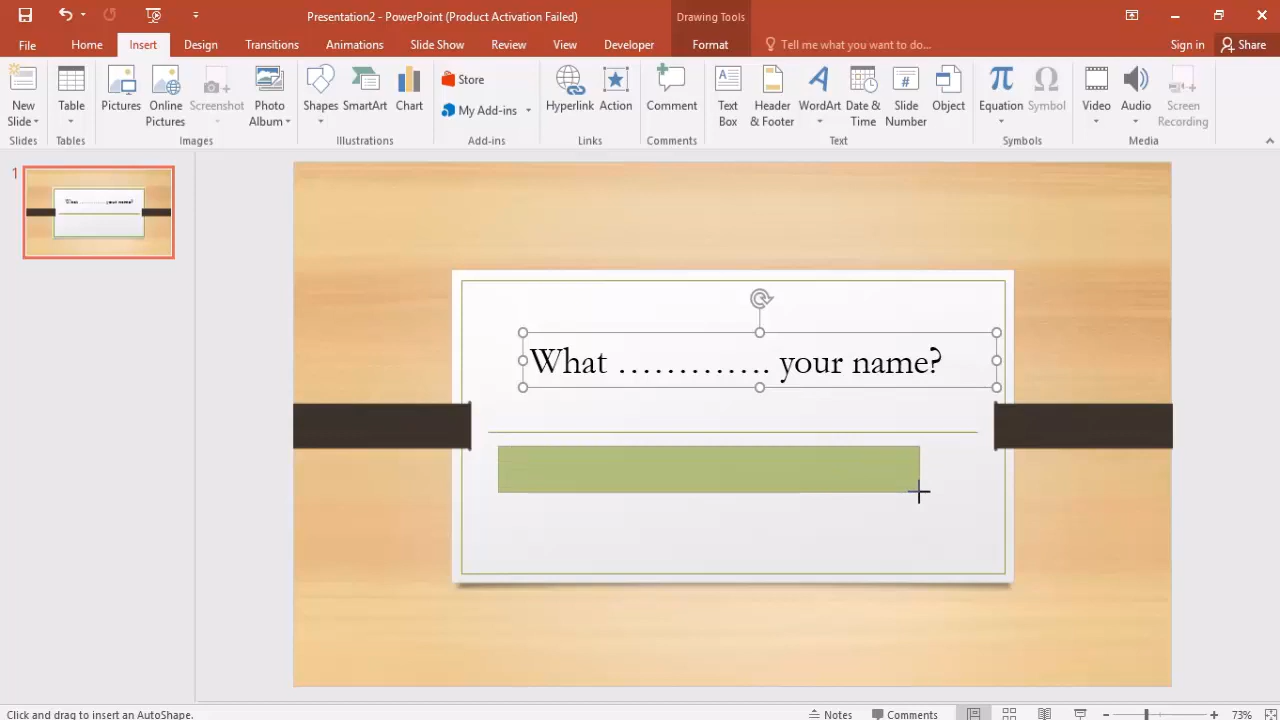 Presentation2 - PowerPoint (Product Activation Failed)
Drawing Tools
File Home Insert Design Transitions Animations Slide Show Review View Developer Format Tell me what you want to do... Sign in Share
New Slide
Table
Pictures
Online Pictures
Screenshot
Photo Album
Shapes
SmartArt
Chart
Store
My Add-ins
Hyperlink
Action
Comment
Text Box
Header & Footer
WordArt
Date & Time
Slide Number
Object
Equation
Symbol
Video
Audio
Screen Recording
Slides Tables Images Illustrations Add-ins Links Comments Text Symbols Media
1
What ............. your name?
What …………. your name?
Click and drag to insert an AutoShape.
Notes
Comments
73%